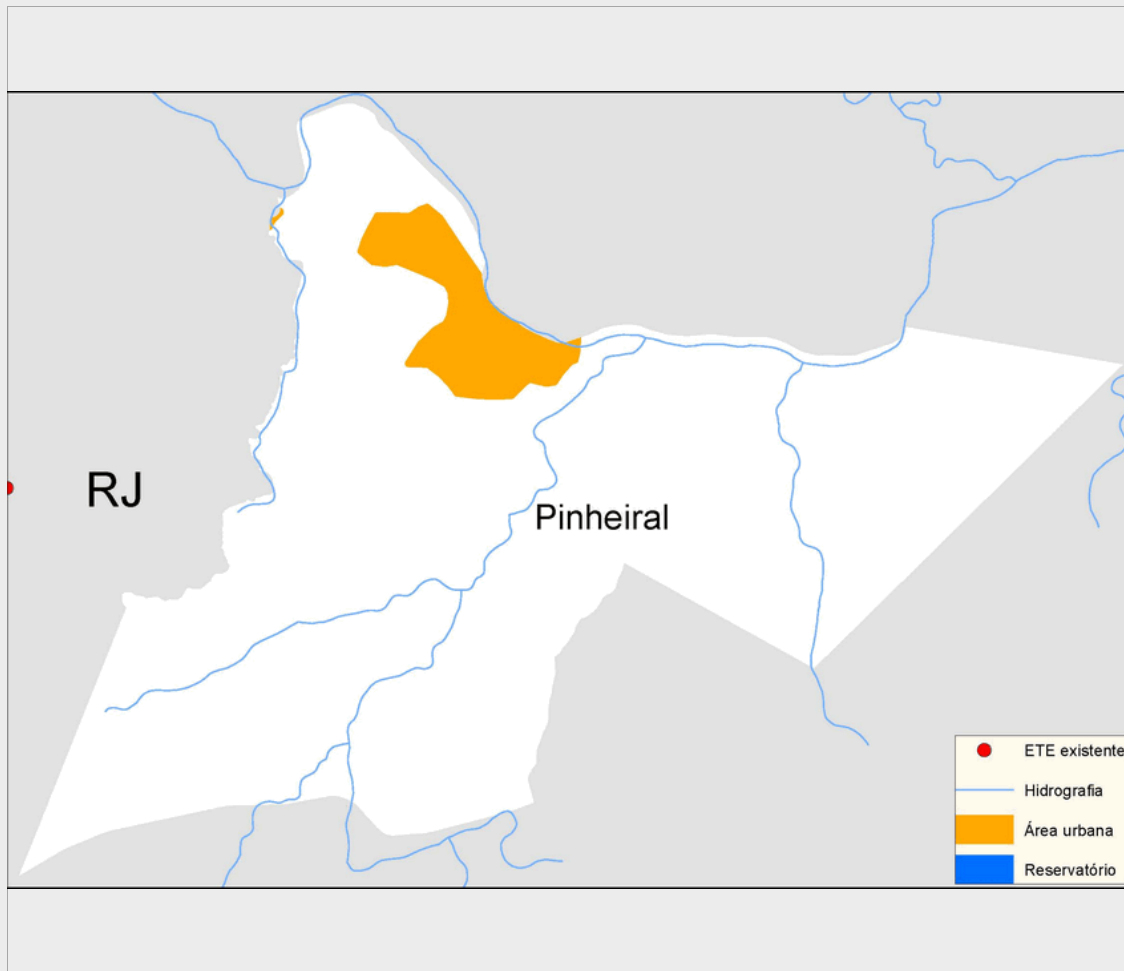 RJ
Pinheiral
ETE existente
Hidrografia
Área urbana
Reservatório